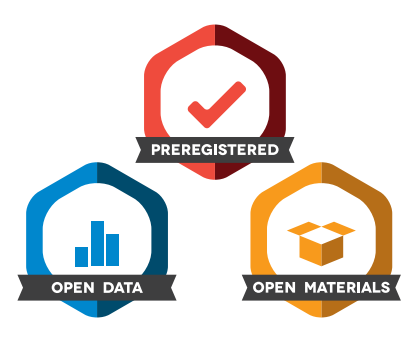 PREREGISTERED
OPEN DATA
OPEN MATERIALS